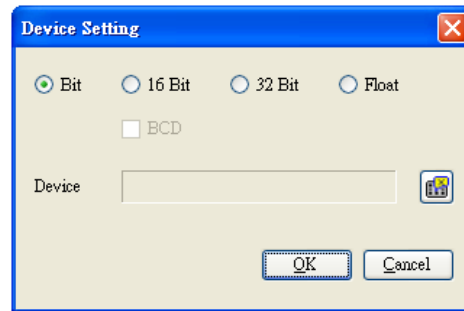 Device Setting
Bit 16 Bit 32 Bit Float
BCD
Device
OK Cancel